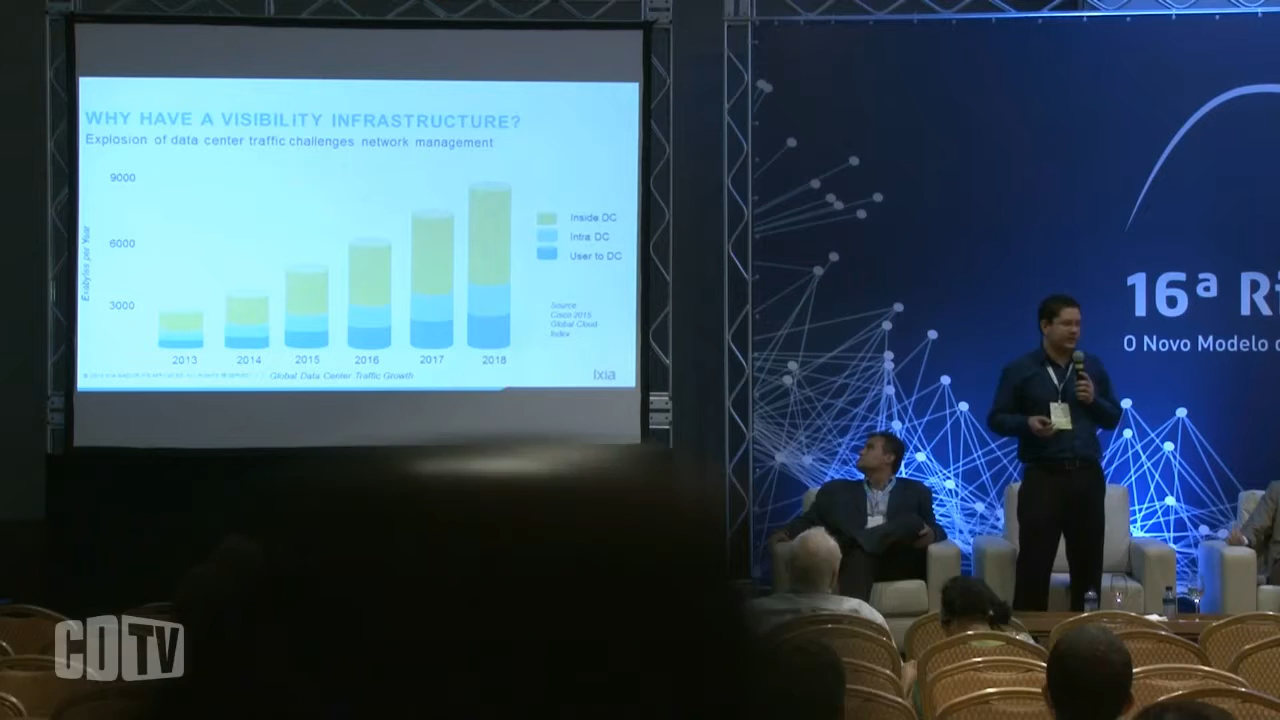 WHY HAVE A VISIBILITY INFRASTRUCTURE?
Explosion of data center traffic challenges network management
9000
6000
3000
Exabytes per Year
Inside DC
Infra DC
User to DC
Source:
Cisco 2015
Global Cloud
Index
2013 2014 2015 2016 2017 2018
Global Data Center Traffic Growth
ixia
16ª
O Novo Modelo
CDTV